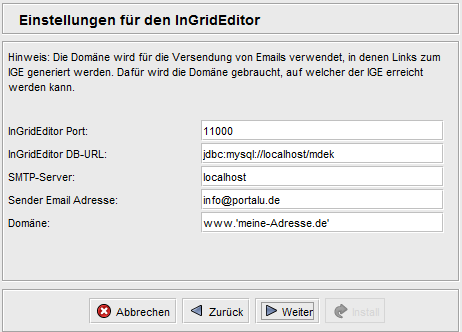 Einstellungen für den InGridEditor
Hinweis: Die Domäne wird für die Versendung von Emails verwendet, in denen Links zum
IGE generiert werden. Dafür wird die Domäne gebraucht, auf welcher der IGE erreicht
werden kann.
InGridEditor Port: 11000
InGridEditor DB-URL: jdbc:mysql://localhost/mdek
SMTP-Server: localhost
Sender Email Adresse: info@portalu.de
Domäne: www.'meine-Adresse.de'
Abbrechen Zurück Weiter Install